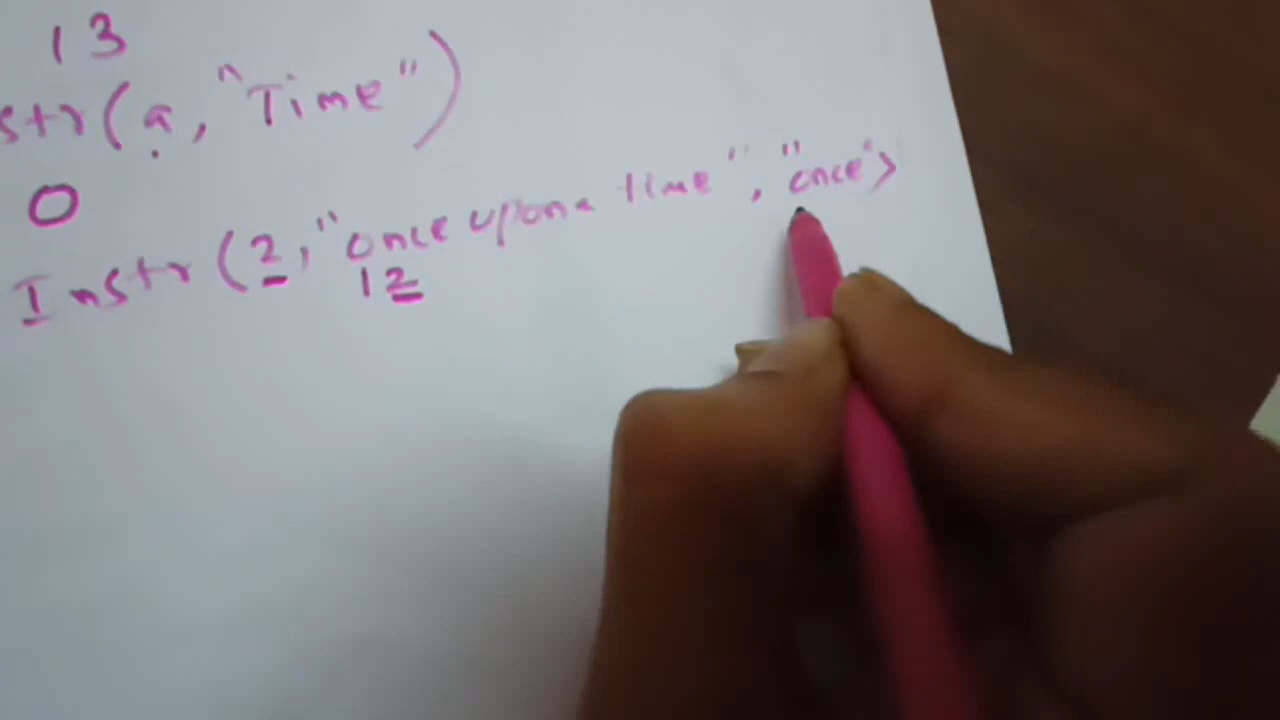 13
str(a, "Time")
0
Instr(2, "once upon a time", "once")
12